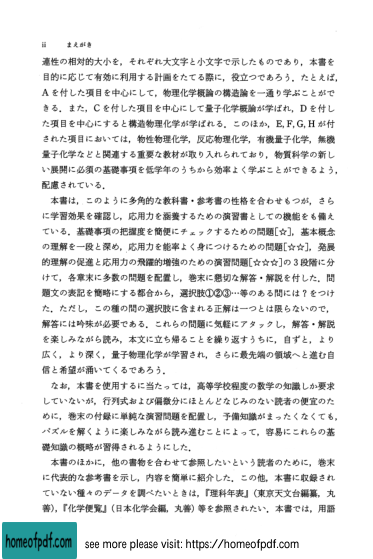 ii　まえがき
連性の相対的大小を，それぞれ大文字と小文字で示したものであり，本書を
目的に応じて有効に利用する計画をたてる際に，役立つであろう．たとえば，
A を付した項目を中心にして，物理化学概論の構造論を一通り学ぶことがで
きる．また，C を付した項目を中心にして量子化学概論が学ばれ，D を付し
た項目を中心にすると構造物理化学が学ばれる．このほか，E, F, G, H が付
された項目においては，物性物理化学，反応物理化学，有機量子化学，無機
量子化学などと関連する重要な教材が取り入れられており，物質科学の新し
い展開に必須の基礎事項を低学年のうちから効率よく学ぶことができるよう，
配慮されている．
本書は，このように多角的な教科書・参考書の性格を合わせもつが，さら
に学習効果を確認し，応用力を涵養するための演習書としての機能をも備え
ている．基礎事項の把握度を簡便にチェックするための問題[☆]，基本概念
の理解を一段と深め，応用力を能率よく身につけるための問題[☆☆]，発展
的理解の促進と応用力の飛躍的増強のための演習問題[☆☆☆]の３段階に分
けて，各章末に多数の問題を配置し，巻末に懇切な解答・解説を付した．問
題文の表記を簡略にする都合から，選択肢①②③…等のある問には？をつけ
た．ただし，この種の問の選択肢に含まれる正解は一つとは限らないので，
解答には吟味が必要である．これらの問題に気軽にアタックし，解答・解説
を楽しみながら読み，本文に立ち帰ることを繰り返すうちに，自ずと，より
広く，より深く，量子物理化学が学習され，さらに最先端の領域へと進む自
信と希望が涌いてくるであろう．
なお，本書を使用するに当たっては，高等学校程度の数学の知識しか要求
していないが，行列式および偏微分にほとんどなじみのない読者の便宜のた
めに，巻末の付録に単純な演習問題を配置し，予備知識がまったくなくても，
パズルを解くように楽しみながら読み進むことによって，容易にこれらの基
礎知識の概略が習得されるようにした．
本書のほかに，他の書物を合わせて参照したいという読者のために，巻末
に代表的な参考書を示し，内容を簡単に紹介した．この他，本書に収録され
ていない種々のデータを調べたいときは，『理科年表』(東京天文台編纂，丸
善)，『化学便覧』(日本化学会編，丸善) 等を参照されたい．本書では，用語
homeofpdf.com
see more please visit: https://homeofpdf.com